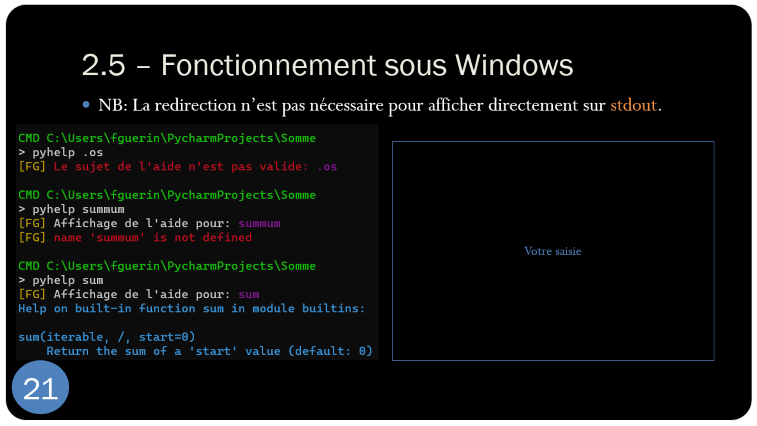 2.5 – Fonctionnement sous Windows
• NB: La redirection n’est pas nécessaire pour afficher directement sur stdout.
CMD C:\Users\fguerin\PycharmProjects\Somme
> pyhelp .os
[FG] Le sujet de l'aide n'est pas valide: .os
CMD C:\Users\fguerin\PycharmProjects\Somme
> pyhelp summum
[FG] Affichage de l'aide pour: summum
[FG] name 'summum' is not defined
CMD C:\Users\fguerin\PycharmProjects\Somme
> pyhelp sum
[FG] Affichage de l'aide pour: sum
Help on built-in function sum in module builtins:
sum(iterable, /, start=0)
    Return the sum of a 'start' value (default: 0)
Votre saisie
21